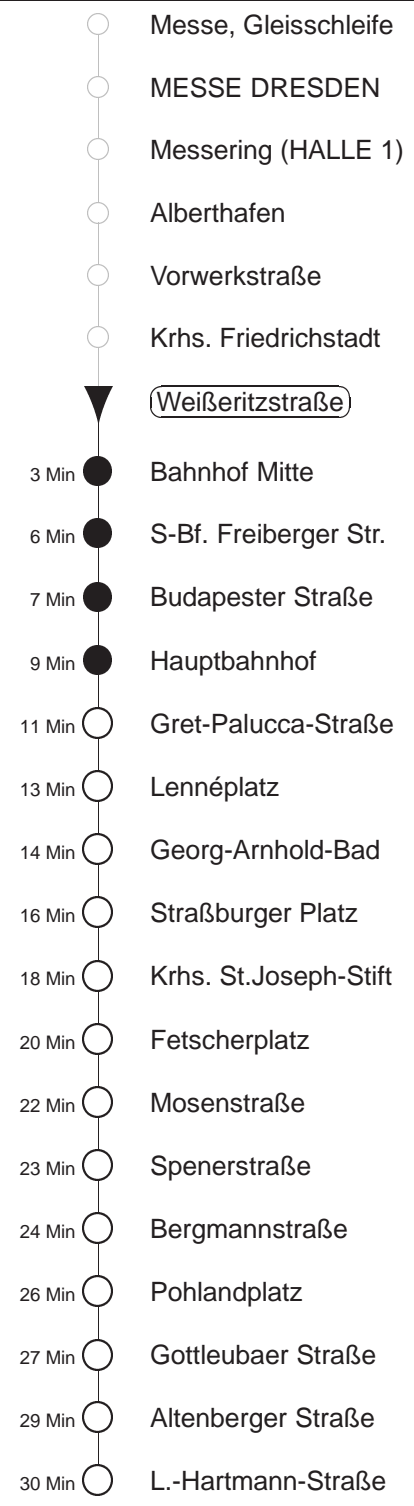 Messe, Gleisschleife
MESSE DRESDEN
Messering (HALLE 1)
Alberthafen
Vorwerkstraße
Krhs. Friedrichstadt
Weißeritzstraße
3 Min Bahnhof Mitte
6 Min S-Bf. Freiberger Str.
7 Min Budapester Straße
9 Min Hauptbahnhof
11 Min Gret-Palucca-Straße
13 Min Lennéplatz
14 Min Georg-Arnhold-Bad
16 Min Straßburger Platz
18 Min Krhs. St.Joseph-Stift
20 Min Fetscherplatz
22 Min Mosenstraße
23 Min Spenerstraße
24 Min Bergmannstraße
26 Min Pohlandplatz
27 Min Gottleubaer Straße
29 Min Altenberger Straße
30 Min L.-Hartmann-Straße